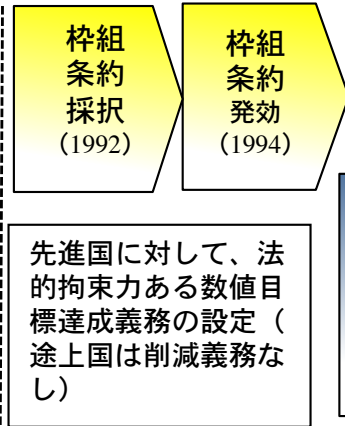 枠組
条約
採択
（1992）
枠組
条約
発効
（1994）
先進国に対して、法
的拘束力ある数値目
標達成義務の設定（
途上国は削減義務な
し）